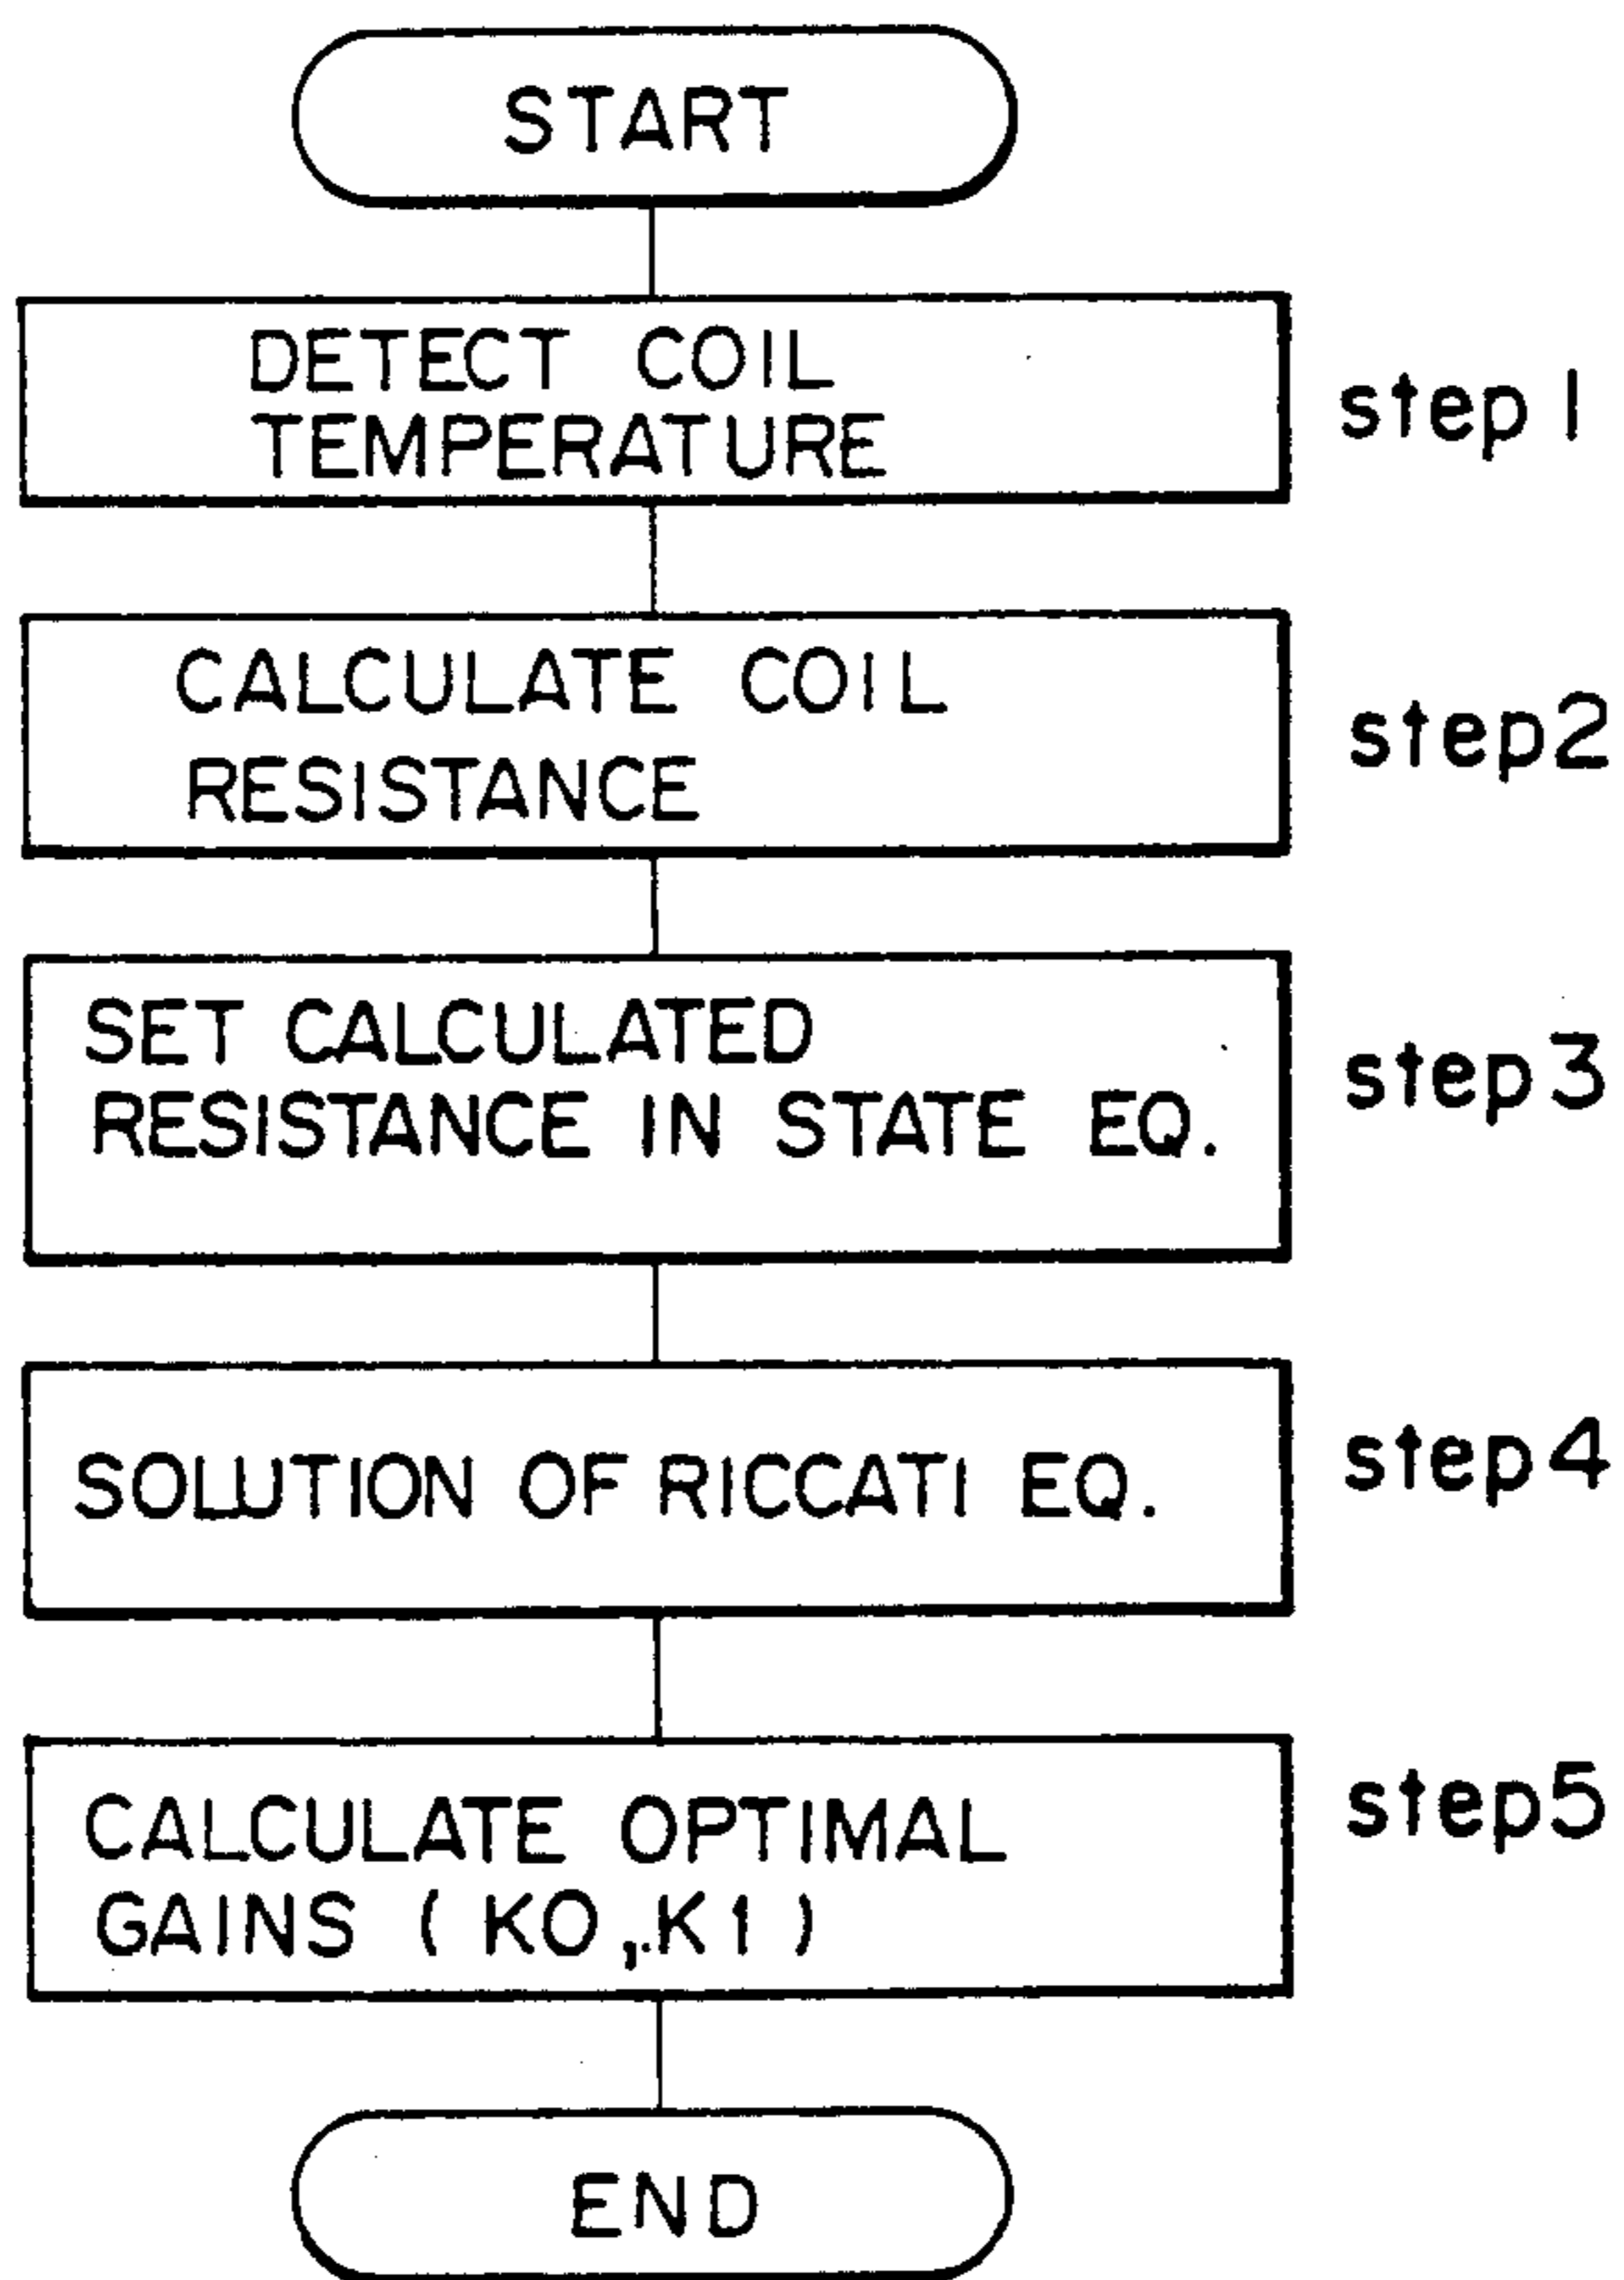 START
DETECT COIL
TEMPERATURE
step 1
CALCULATE COIL
RESISTANCE
step2
SET CALCULATED
RESISTANCE IN STATE EQ.
step3
SOLUTION OF RICCATI EQ.
step4
CALCULATE OPTIMAL
GAINS ( K0, K1 )
step5
END